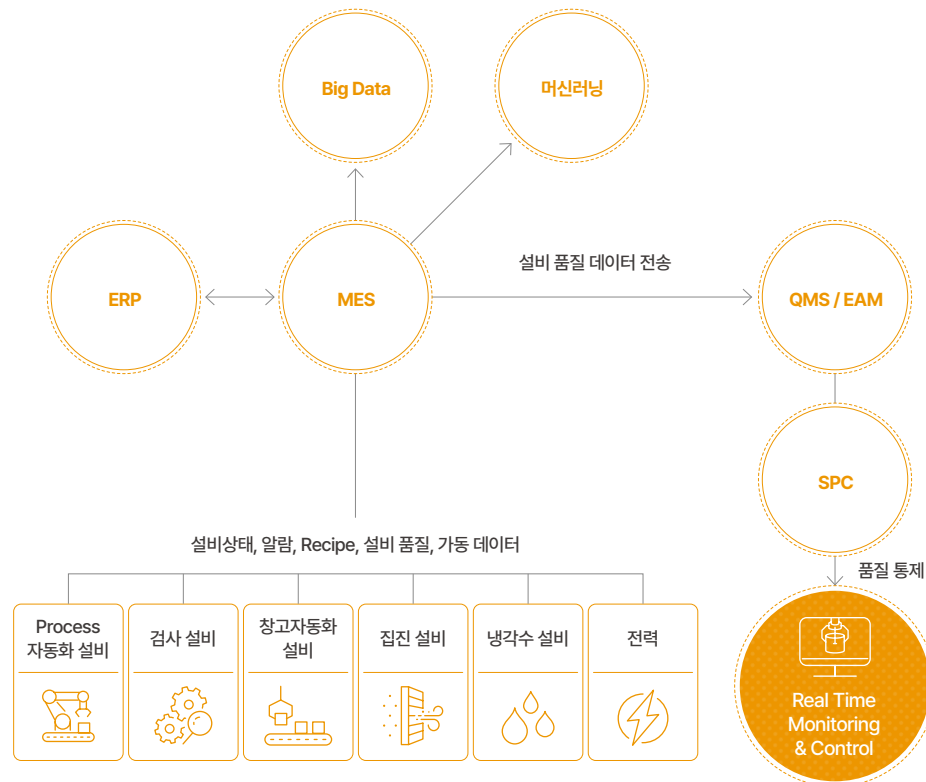 Big Data
머신러닝
ERP
MES
설비 품질 데이터 전송
QMS / EAM
SPC
설비상태, 알람, Recipe, 설비 품질, 가동 데이터
품질 통제
Process
자동화 설비
검사 설비
창고자동화
설비
집진 설비
냉각수 설비
전력
Real Time
Monitoring
& Control